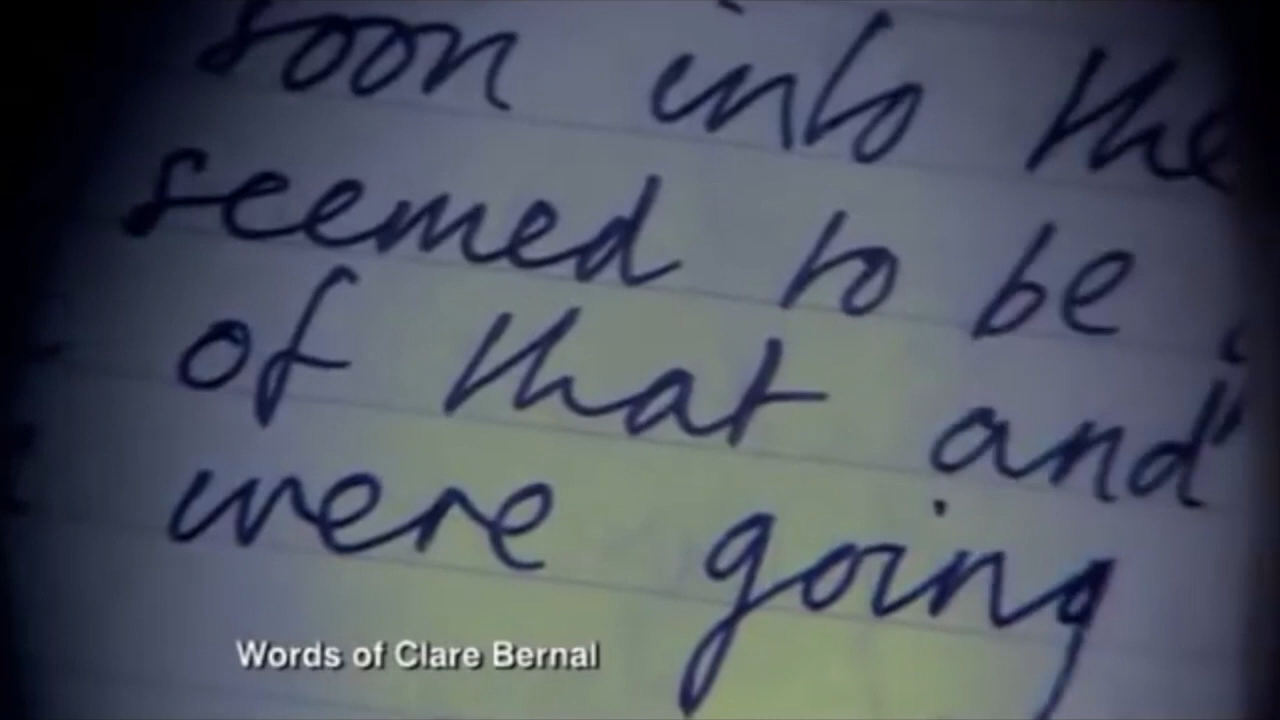 soon into the
seemed to be
of that and
were going
Words of Clare Bernal